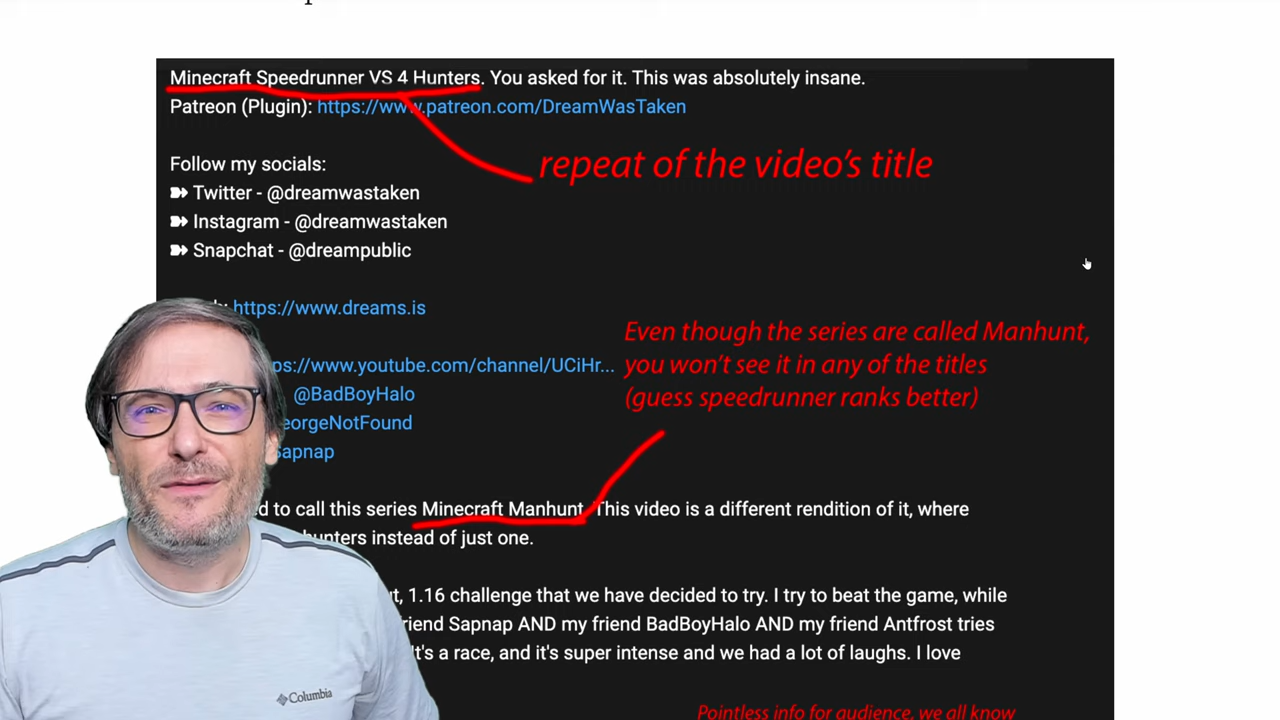 Minecraft Speedrunner VS 4 Hunters. You asked for it. This was absolutely insane.
Patreon (Plugin): https://www.patreon.com/DreamWasTaken
repeat of the video's title
Follow my socials:
➽ Twitter - @dreamwastaken
➽ Instagram - @dreamwastaken
➽ Snapchat - @dreampublic
https://www.dreams.is
Even though the series are called Manhunt,
you won't see it in any of the titles
(guess speedrunner ranks better)
ps://www.youtube.com/channel/UCiHr...
@BadBoyHalo
eorgeNotFound
Sapnap
ed to call this series Minecraft Manhunt. This video is a different rendition of it, where
hunters instead of just one.
1.16 challenge that we have decided to try. I try to beat the game, while
friend Sapnap AND my friend BadBoyHalo AND my friend Antfrost tries
It's a race, and it's super intense and we had a lot of laughs. I love
Columbia
Pointless info for audience, we all know